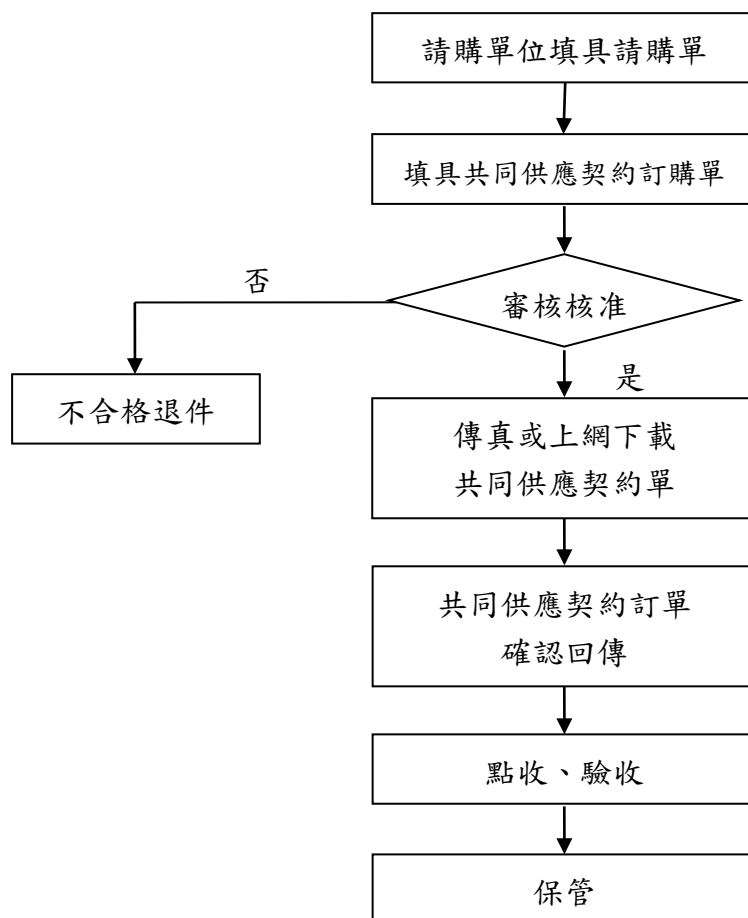 請購單位填具請購單
填具共同供應契約訂購單
否
審核核准
是
不合格退件
傳真或上網下載
共同供應契約單
共同供應契約訂單
確認回傳
點收、驗收
保管